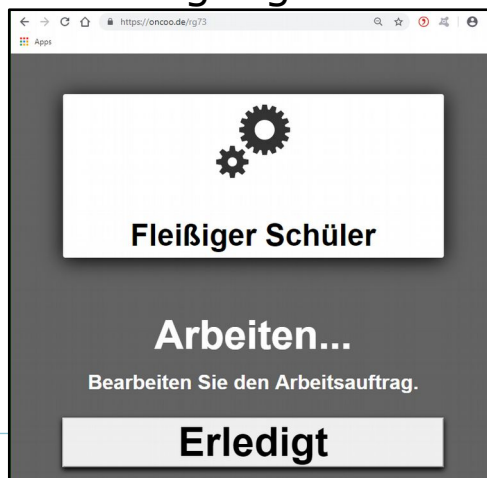 https://oncoo.de/rg73
Apps
Fleißiger Schüler
Arbeiten...
Bearbeiten Sie den Arbeitsauftrag.
Erledigt